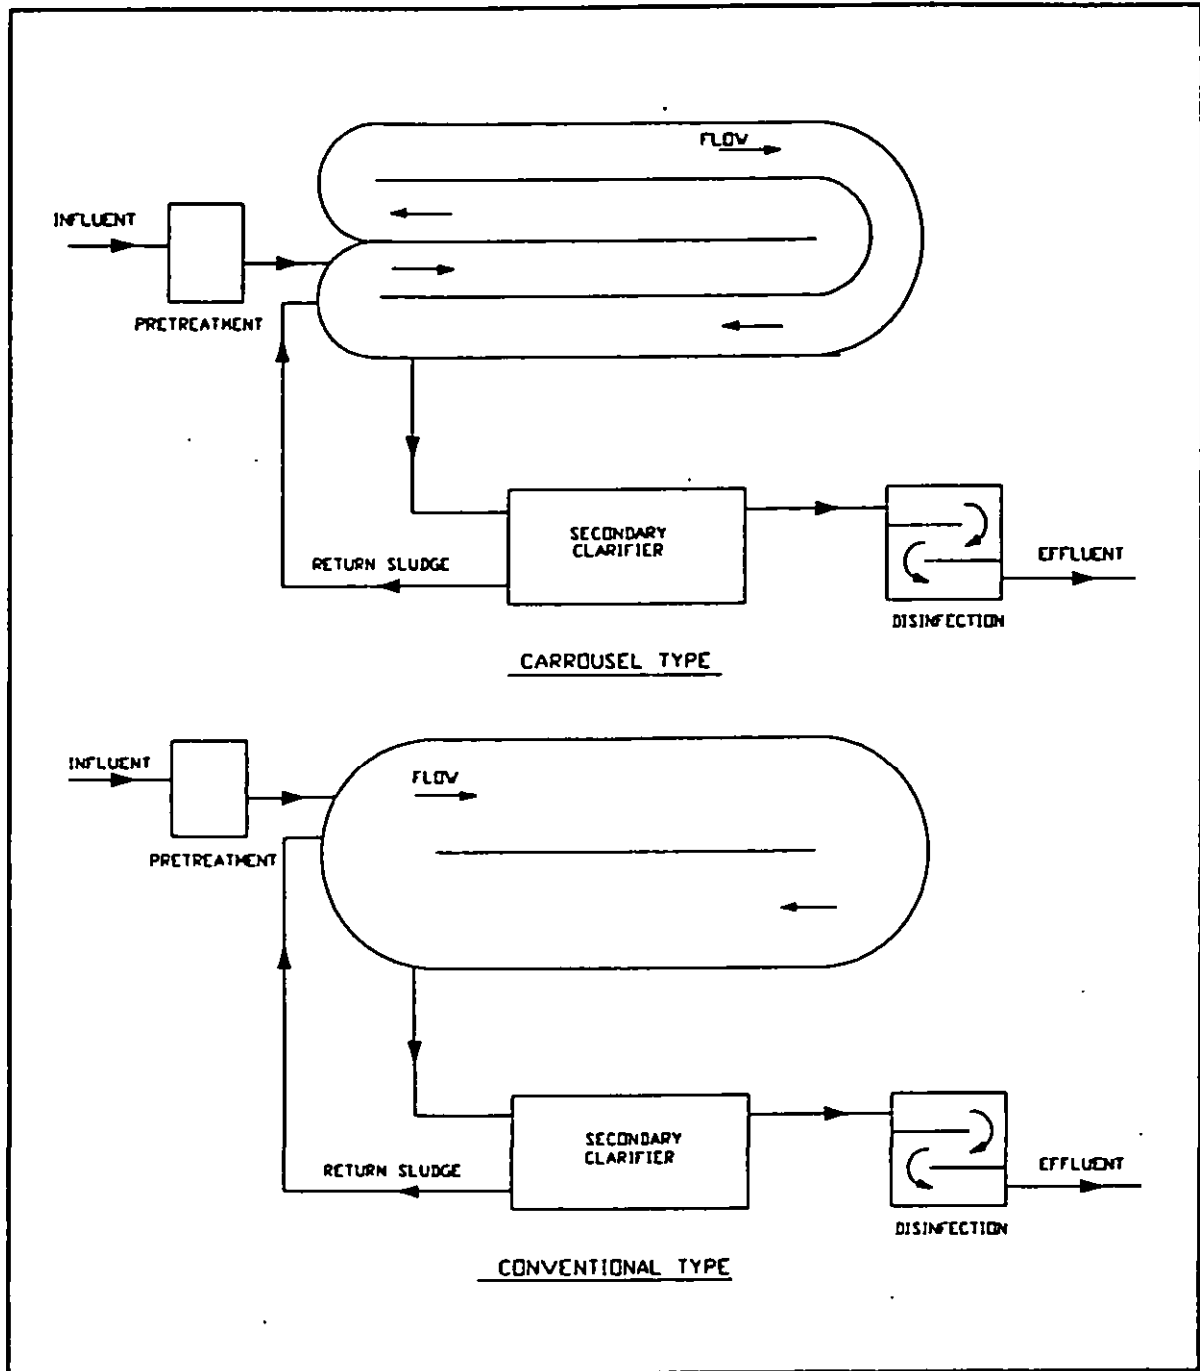 FLOW
INFLUENT
PRETREATMENT
SECONDARY
CLARIFIER
RETURN SLUDGE
EFFLUENT
DISINFECTION
CARROUSEL TYPE
INFLUENT
FLOW
PRETREATMENT
SECONDARY
CLARIFIER
RETURN SLUDGE
EFFLUENT
DISINFECTION
CONVENTIONAL TYPE